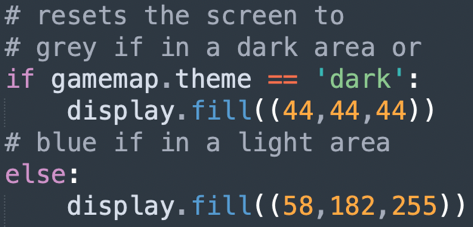 # resets the screen to
# grey if in a dark area or
if gamemap.theme == 'dark':
    display.fill((44,44,44))
# blue if in a light area
else:
    display.fill((58,182,255))